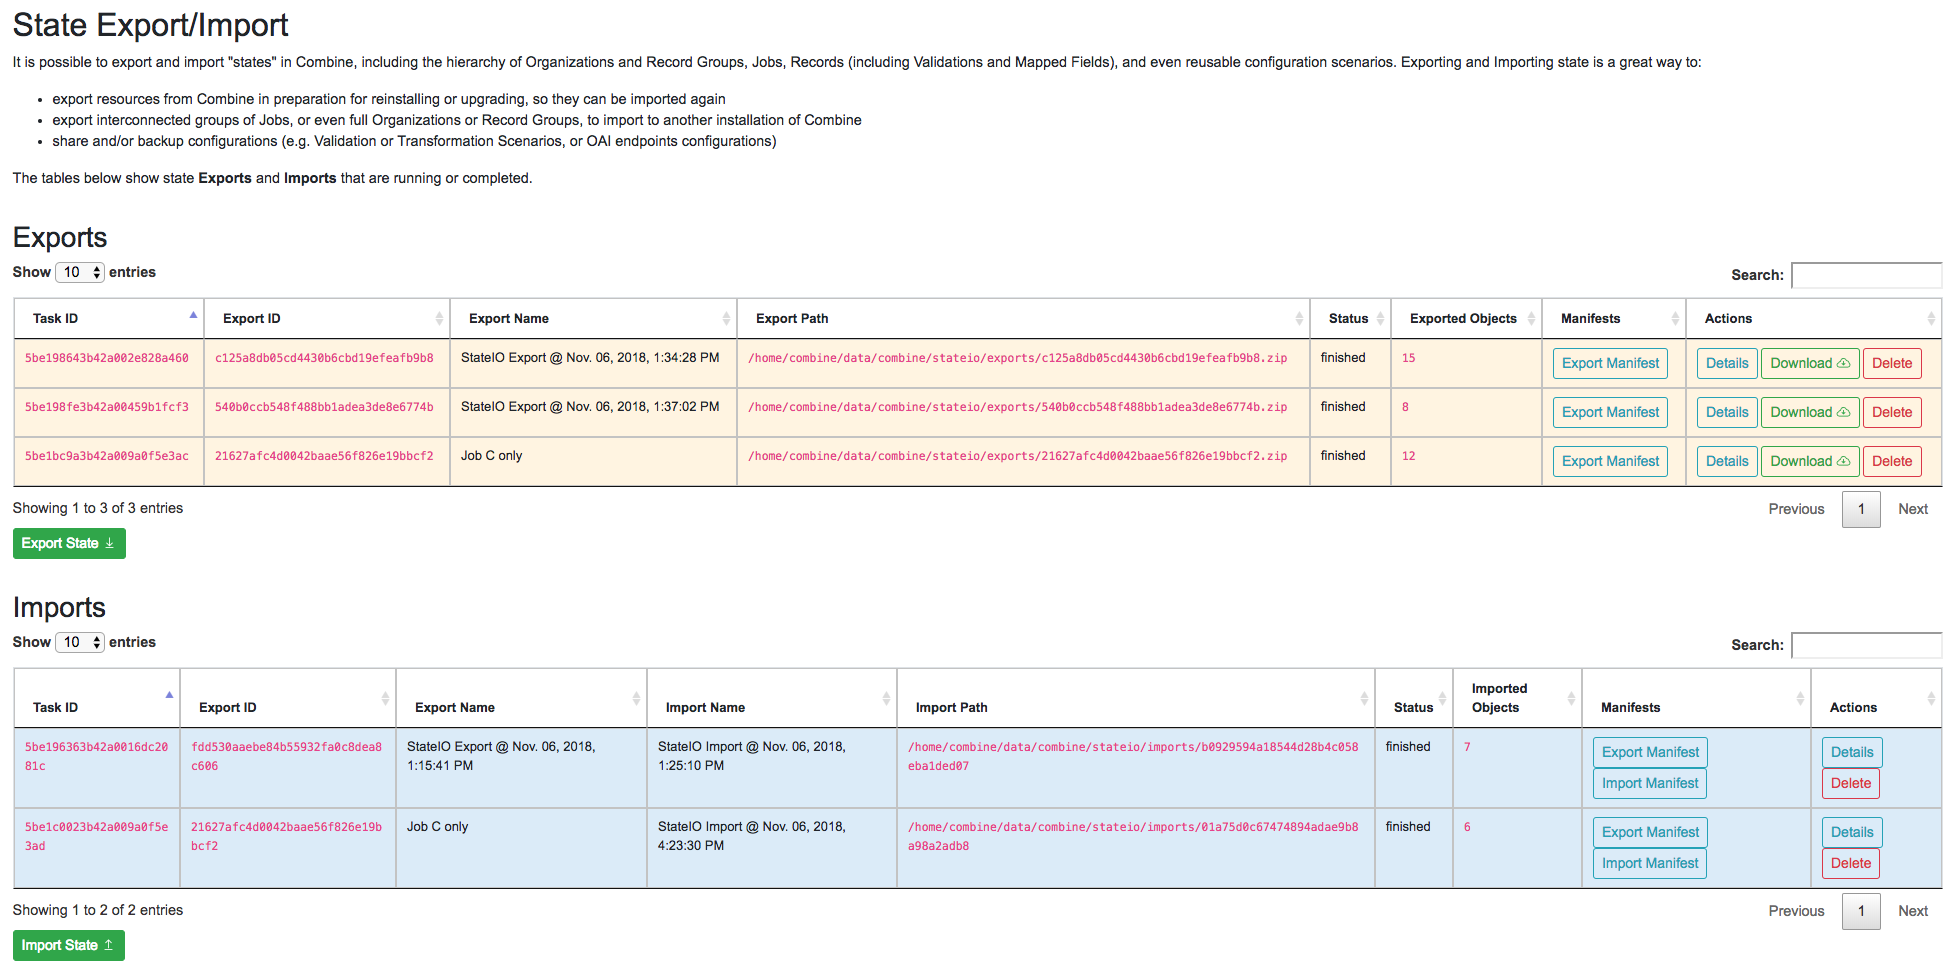 State Export/Import
It is possible to export and import "states" in Combine, including the hierarchy of Organizations and Record Groups, Jobs, Records (including Validations and Mapped Fields), and even reusable configuration scenarios. Exporting and Importing state is a great way to:
• export resources from Combine in preparation for reinstalling or upgrading, so they can be imported again
• export interconnected groups of Jobs, or even full Organizations or Record Groups, to import to another installation of Combine
• share and/or backup configurations (e.g. Validation or Transformation Scenarios, or OAI endpoints configurations)
The tables below show state Exports and Imports that are running or completed.
Exports
Show 10 entries Search:
Task ID Export ID Export Name Export Path Status Exported Objects Manifests Actions
5be198643b42a002e828a460 c125a8db05cd4430b6cbd19efeafb9b8 StateIO Export @ Nov. 06, 2018, 1:34:28 PM /home/combine/data/combine/stateio/exports/c125a8db05cd4430b6cbd19efeafb9b8.zip finished 15 Export Manifest Details Download Delete
5be198fe3b42a00459b1fcf3 540b0ccb548f488bb1adea3de8e6774b StateIO Export @ Nov. 06, 2018, 1:37:02 PM /home/combine/data/combine/stateio/exports/540b0ccb548f488bb1adea3de8e6774b.zip finished 8 Export Manifest Details Download Delete
5be1bc9a3b42a009a0f5e3ac 21627afc4d0042baae56f826e19bbcf2 Job C only /home/combine/data/combine/stateio/exports/21627afc4d0042baae56f826e19bbcf2.zip finished 12 Export Manifest Details Download Delete
Showing 1 to 3 of 3 entries Previous 1 Next
Export State
Imports
Show 10 entries Search:
Imported
Task ID Export ID Export Name Import Name Import Path Status Objects Manifests Actions
5be196363b42a0016dc20 fdd530aaebe84b55932fa0c8dea8 StateIO Export @ Nov. 06, 2018, StateIO Import @ Nov. 06, 2018, /home/combine/data/combine/stateio/imports/b0929594a18544d28b4c058 finished 7 Export Manifest Details
81c c606 1:15:41 PM 1:25:10 PM eba1ded07 Import Manifest Delete
5be1c0023b42a009a0f5e 21627afc4d0042baae56f826e19b Job C only StateIO Import @ Nov. 06, 2018, /home/combine/data/combine/stateio/imports/01a75d0c67474894adae9b8 finished 6 Export Manifest Details
3ad bcf2 4:23:30 PM a98a2adb8 Import Manifest Delete
Showing 1 to 2 of 2 entries Previous 1 Next
Import State